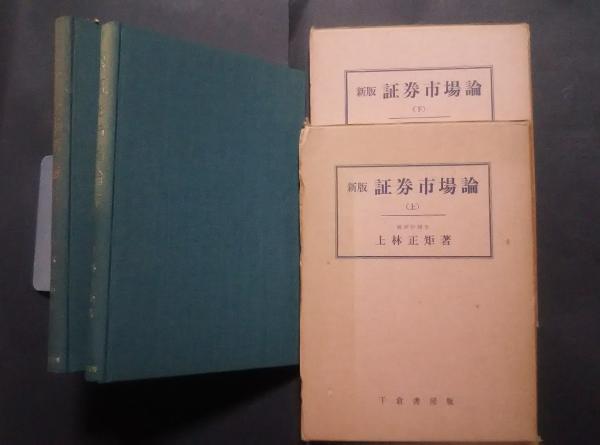 新版 証券市場論
(下)
新版 証券市場論
(上)
上林正矩著
千倉書房版